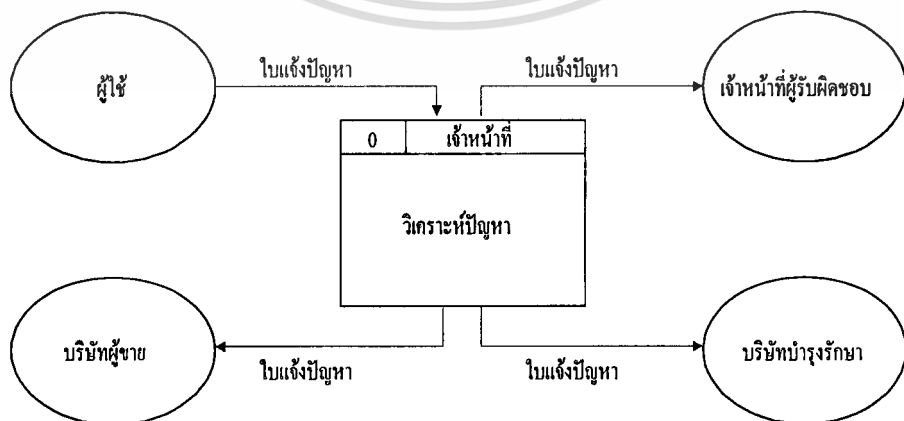 ใบแจ้งปัญหา
ใบแจ้งปัญหา
ผู้ใช้
เจ้าหน้าที่ผู้รับผิดชอบ
0
เจ้าหน้าที่
วิเคราะห์ปัญหา
บริษัทผู้ขาย
บริษัทบำรุงรักษา
ใบแจ้งปัญหา
ใบแจ้งปัญหา